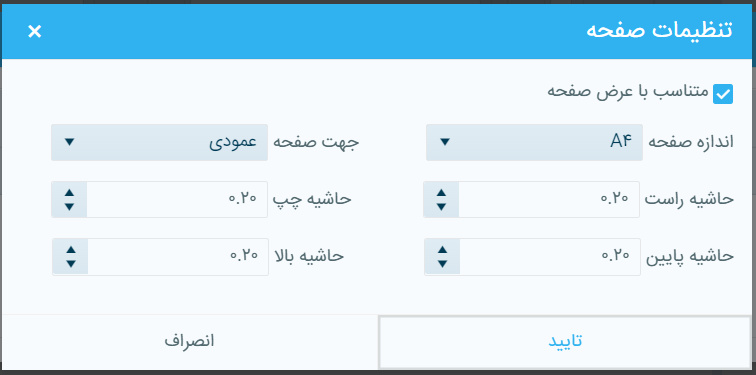 تنظیمات صفحه ×
متناسب با عرض صفحه
اندازه صفحه A۴ جهت صفحه عمودی
حاشیه راست ۰.۲۰ حاشیه چپ ۰.۲۰
حاشیه پایین ۰.۲۰ حاشیه بالا ۰.۲۰
تایید انصراف